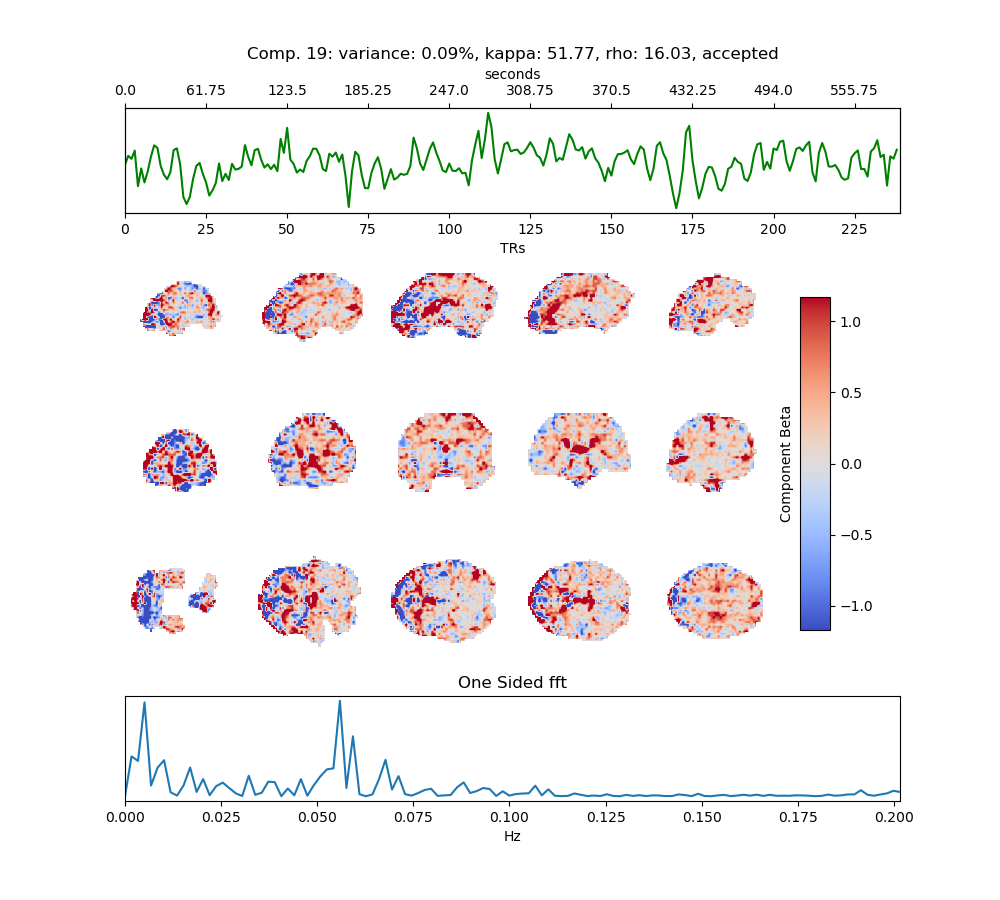 Comp. 19: variance: 0.09%, kappa: 51.77, rho: 16.03, accepted
seconds
0.0 61.75 123.5 185.25 247.0 308.75 370.5 432.25 494.0 555.75
0 25 50 75 100 125 150 175 200 225
TRs
1.0
0.5
0.0
−0.5
−1.0
Component Beta
One Sided fft
0.000 0.025 0.050 0.075 0.100 0.125 0.150 0.175 0.200
Hz